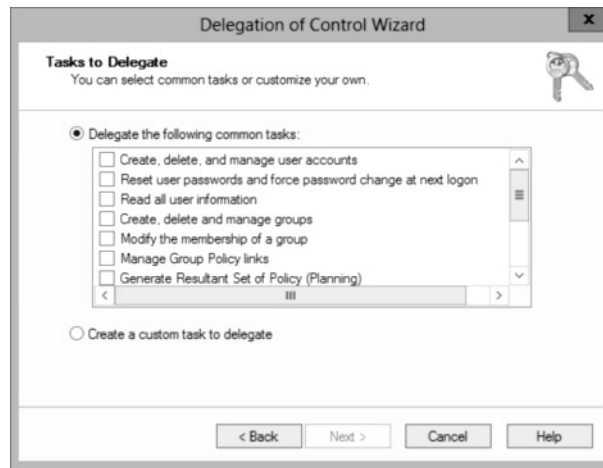 Delegation of Control Wizard
x
Tasks to Delegate
You can select common tasks or customize your own.
Delegate the following common tasks:
Create, delete, and manage user accounts
Reset user passwords and force password change at next logon
Read all user information
Create, delete and manage groups
Modify the membership of a group
Manage Group Policy links
Generate Resultant Set of Policy (Planning)
Create a custom task to delegate
< Back Next > Cancel Help